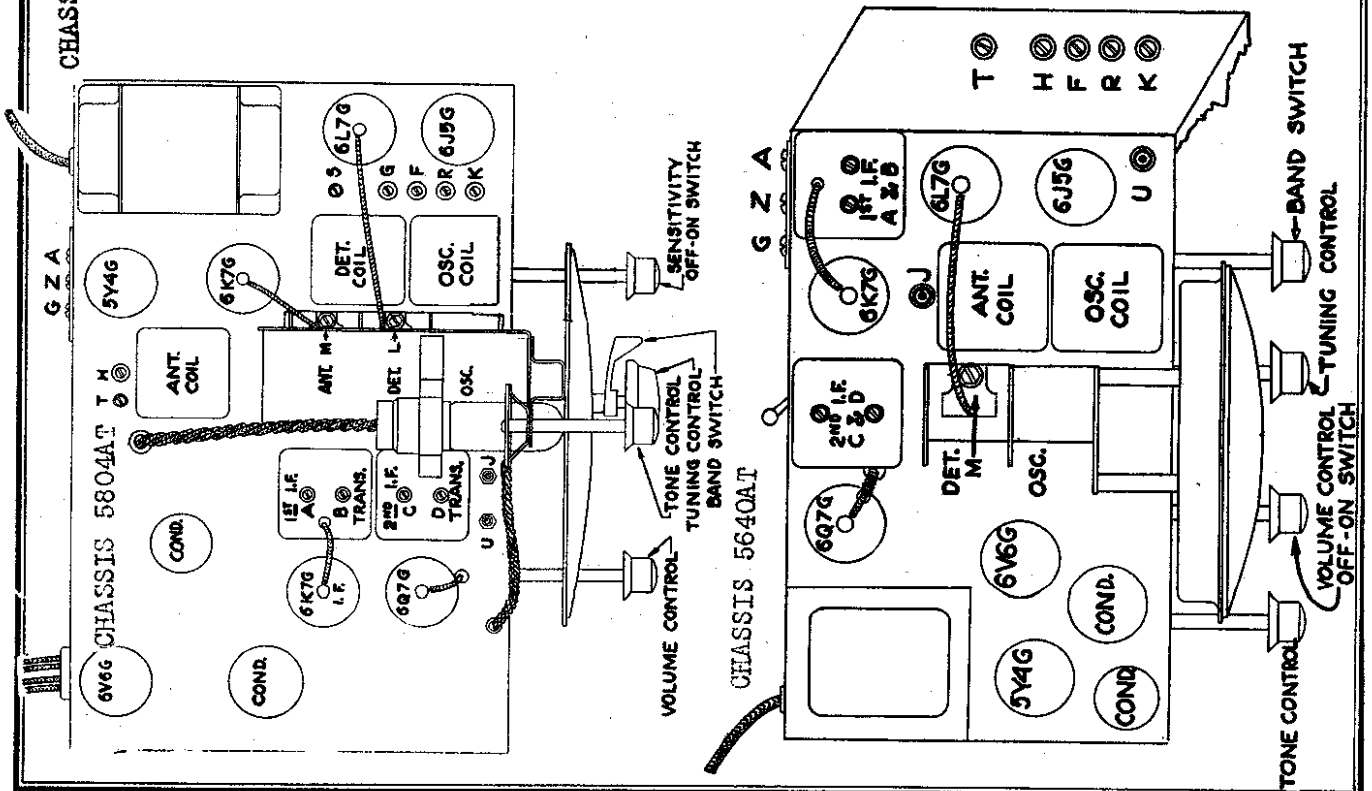 CHASS
CHASSIS 5804AT
6V6G
COND.
COND.
T H
G Z A
5Y4G
ANT.
COIL
6K7G
6L7G
6J5G
S
G
F
R
K
DET.
COIL
OSC.
COIL
ANT. M
DET. L
OSC.
1ST I.F.
A
B
TRANS.
2ND I.F.
C
D
TRANS.
6K7G
I.F.
6Q7G
U
J
VOLUME CONTROL
TONE CONTROL
TUNING CONTROL
BAND SWITCH
SENSITIVITY
OFF-ON SWITCH
CHASSIS 5640AT
G Z A
1ST I.F.
A & B
6K7G
6L7G
6J5G
U
J
ANT.
COIL
OSC.
COIL
2ND I.F.
C & D
6Q7G
DET.
M
OSC.
6V6G
5Y4G
COND.
COND
T
H
F
R
K
TONE CONTROL
VOLUME CONTROL
OFF-ON SWITCH
TUNING CONTROL
BAND SWITCH